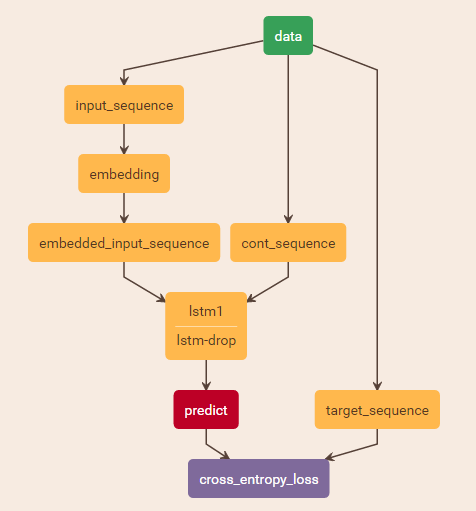 data
input_sequence
embedding
embedded_input_sequence
cont_sequence
lstm1
lstm-drop
predict
target_sequence
cross_entropy_loss